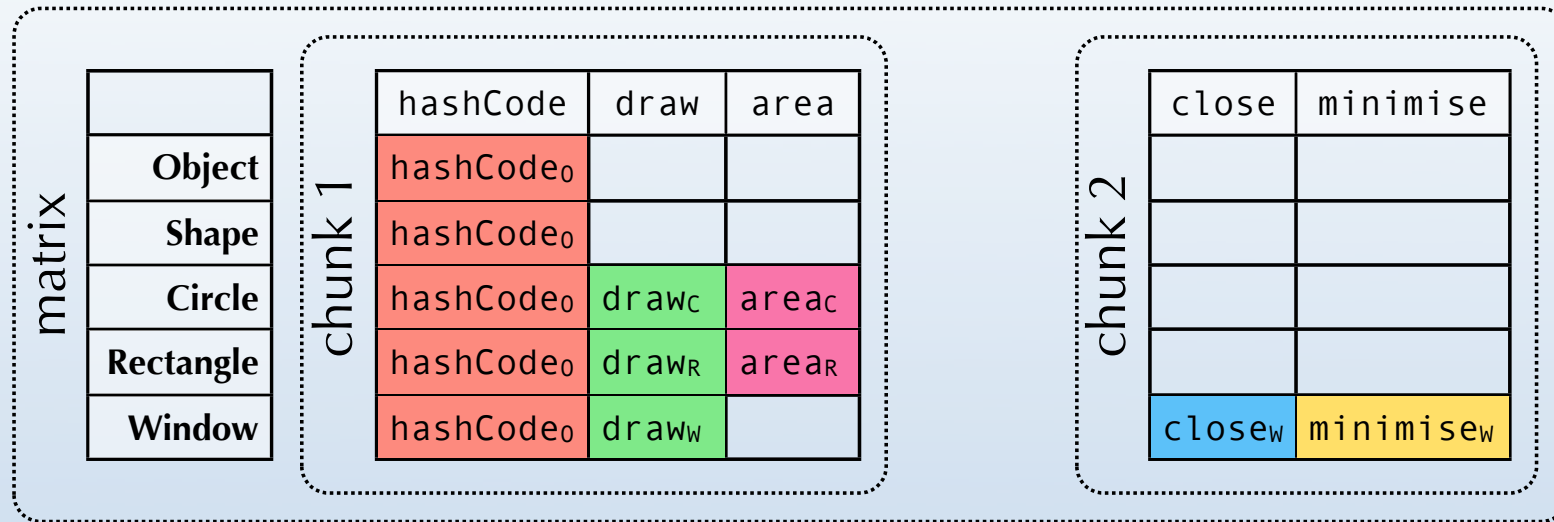 matrix
chunk 1
chunk 2
hashCode draw area close minimise
Object hashCodeO
Shape hashCodeO
Circle hashCodeO drawC areaC
Rectangle hashCodeO drawR areaR
Window hashCodeO drawW closeW minimiseW